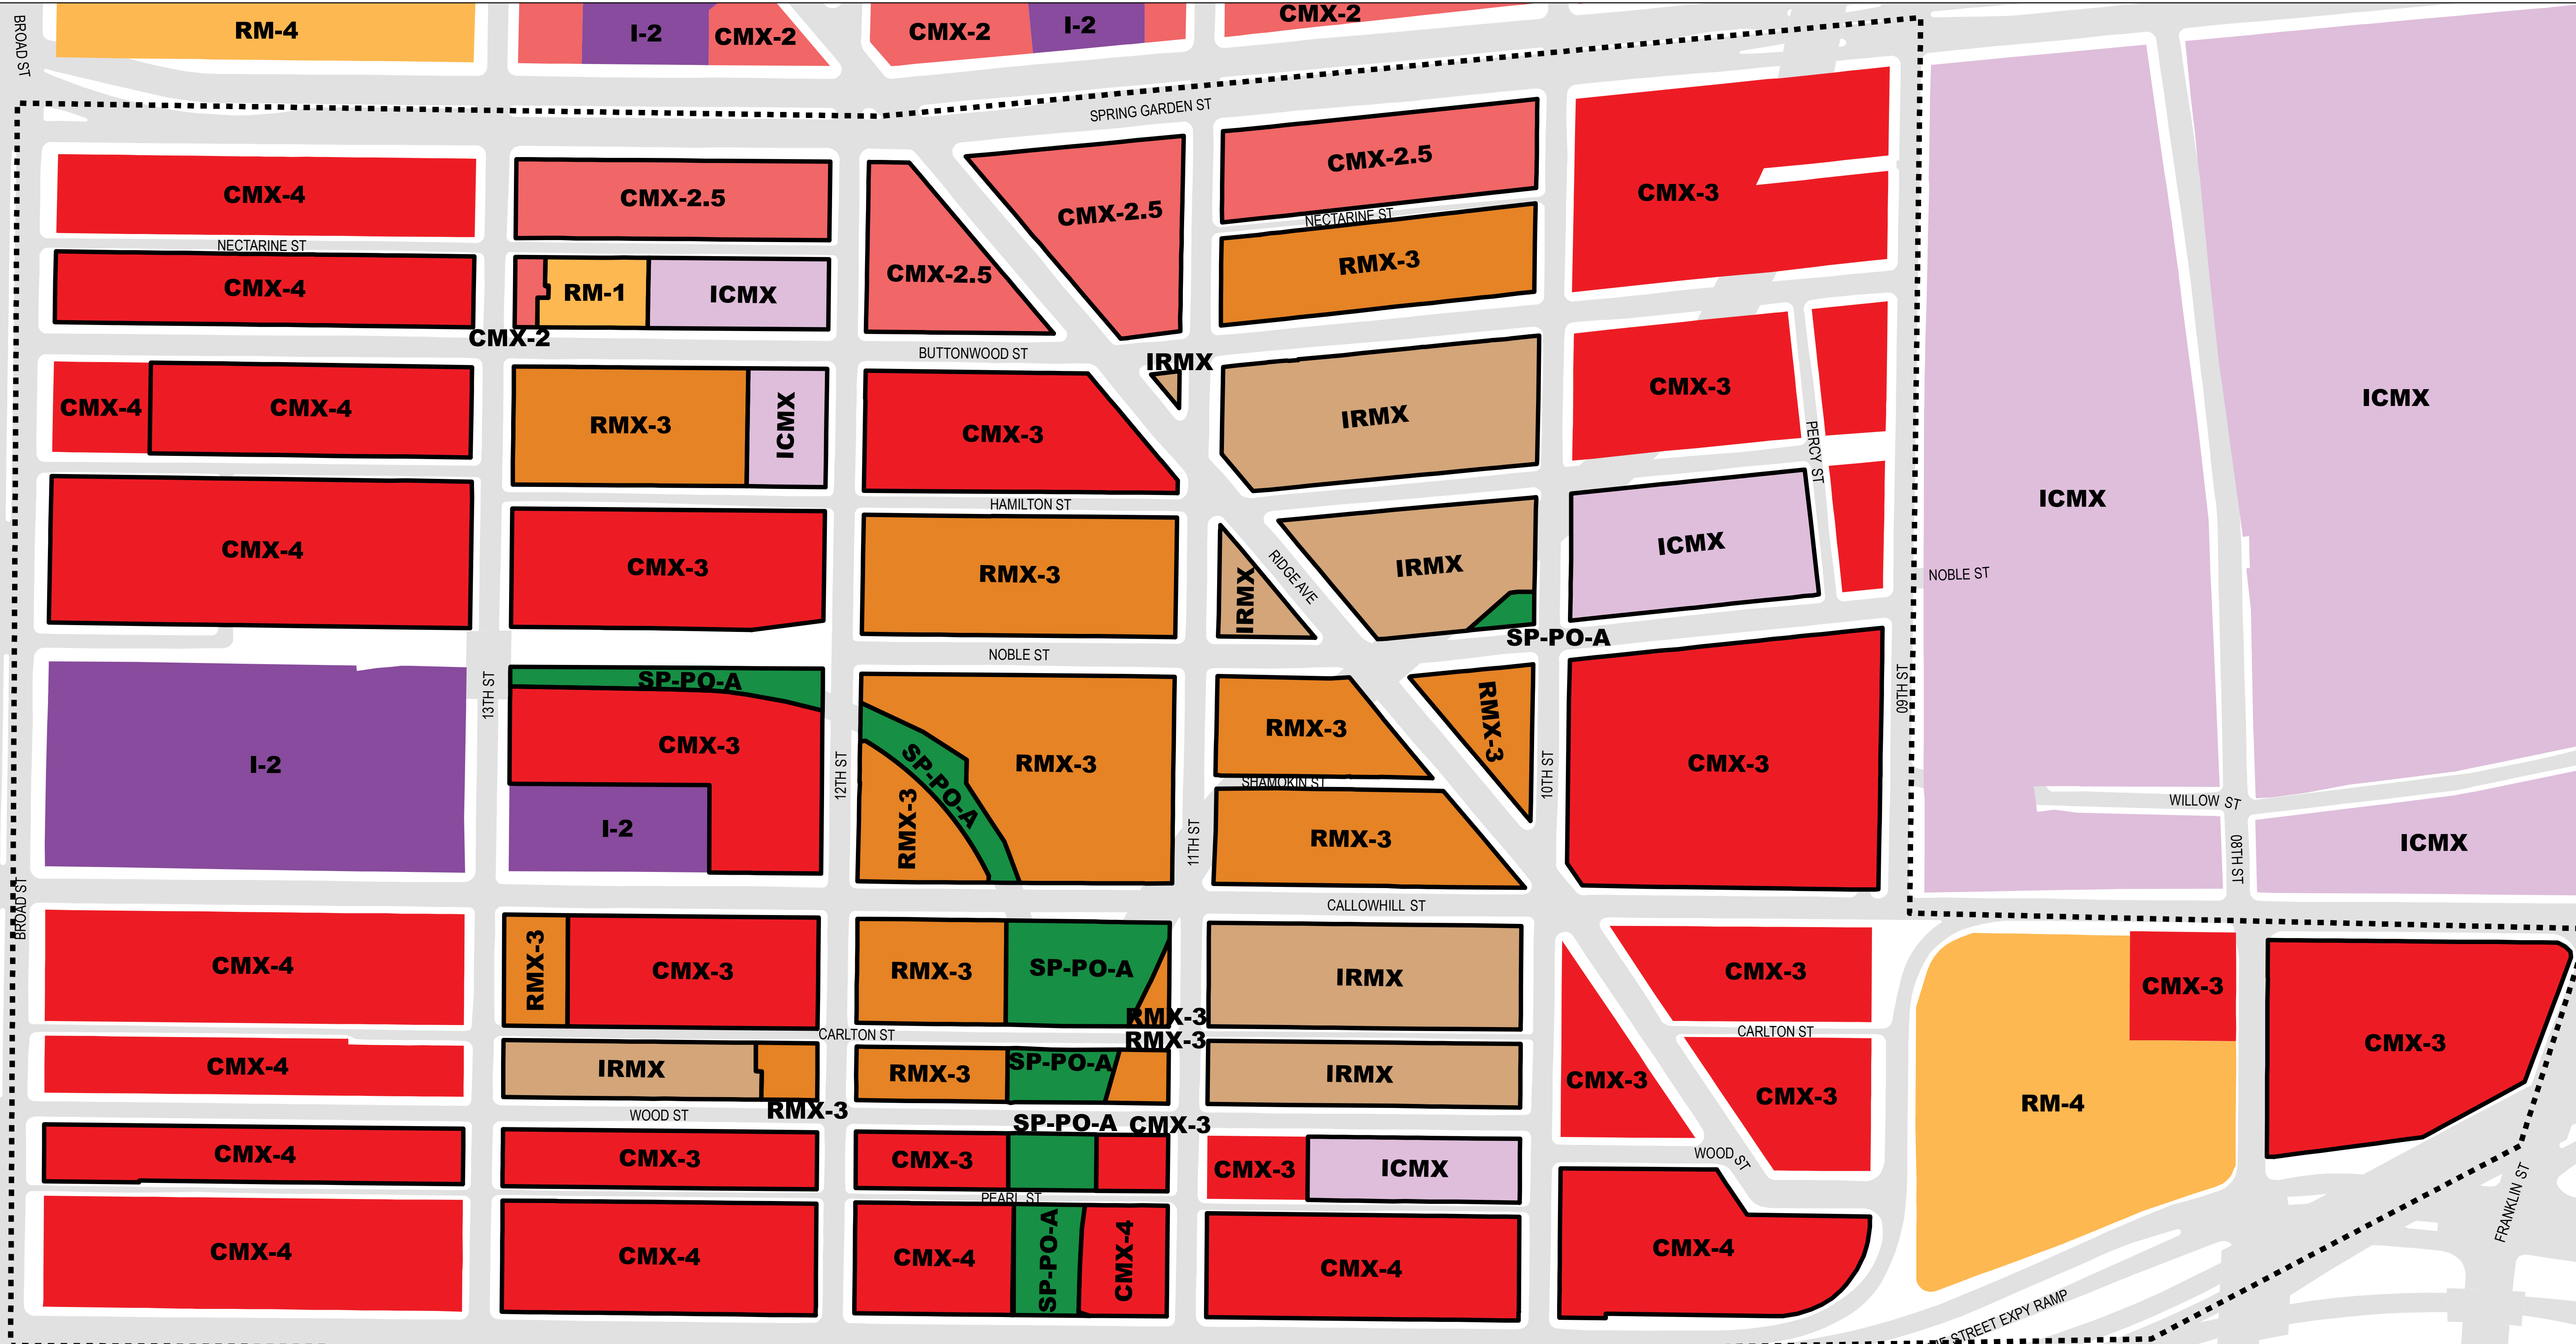 BROAD ST
RM-4
I-2
CMX-2
CMX-2
I-2
CMX-2
SPRING GARDEN ST
CMX-4
CMX-2.5
CMX-2.5
CMX-2.5
CMX-2.5
CMX-3
NECTARINE ST
NECTARINE ST
CMX-4
RM-1
ICMX
RMX-3
CMX-2
BUTTONWOOD ST
IRMX
CMX-4
CMX-4
RMX-3
ICMX
CMX-3
IRMX
CMX-3
PERCY ST
ICMX
ICMX
HAMILTON ST
CMX-4
CMX-3
RMX-3
IRMX
RIDGE AVE
IRMX
ICMX
NOBLE ST
SP-PO-A
NOBLE ST
13TH ST
SP-PO-A
09TH ST
I-2
CMX-3
I-2
12TH ST
SP-PO-A
RMX-3
RMX-3
11TH ST
RMX-3
SHAMOKIN ST
RMX-3
RMX-3
10TH ST
CMX-3
WILLOW ST
08TH ST
ICMX
BROAD ST
CALLOWHILL ST
CMX-4
RMX-3
CMX-3
RMX-3
SP-PO-A
RMX-3
IRMX
CMX-3
CMX-3
CARLTON ST
RMX-3
CARLTON ST
CMX-4
IRMX
RMX-3
SP-PO-A
IRMX
CMX-3
CMX-3
RM-4
CMX-3
WOOD ST
RMX-3
SP-PO-A
CMX-3
CMX-4
CMX-3
CMX-3
CMX-3
ICMX
WOOD ST
PEARL ST
CMX-4
CMX-4
CMX-4
SP-PO-A
CMX-4
CMX-4
CMX-4
FRANKLIN ST
STREET EXPY RAMP